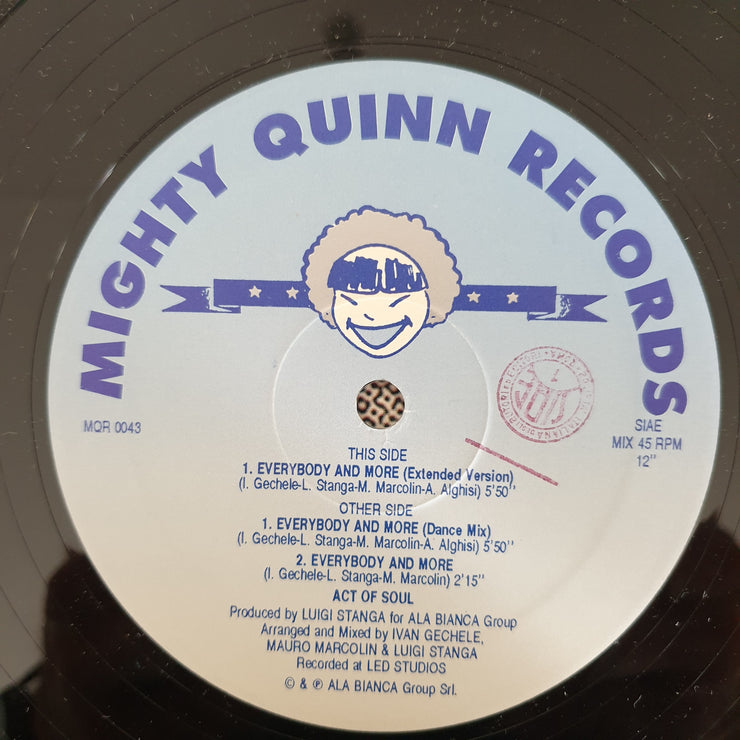 MIGHTY QUINN RECORDS
MQR 0043
SIAE
MIX 45 RPM
12"
THIS SIDE
1. EVERYBODY AND MORE (Extended Version)
(I. Gechele-L. Stanga-M. Marcolin-A. Alghisi) 5'50"
OTHER SIDE
1. EVERYBODY AND MORE (Dance Mix)
(I. Gechele-L. Stanga-M. Marcolin-A. Alghisi) 5'50"
2. EVERYBODY AND MORE
(I. Gechele-L. Stanga-M. Marcolin) 2'15"
ACT OF SOUL
Produced by LUIGI STANGA for ALA BIANCA Group
Arranged and Mixed by IVAN GECHELE,
MAURO MARCOLIN & LUIGI STANGA
Recorded at LED STUDIOS
© & ℗ ALA BIANCA Group Srl.